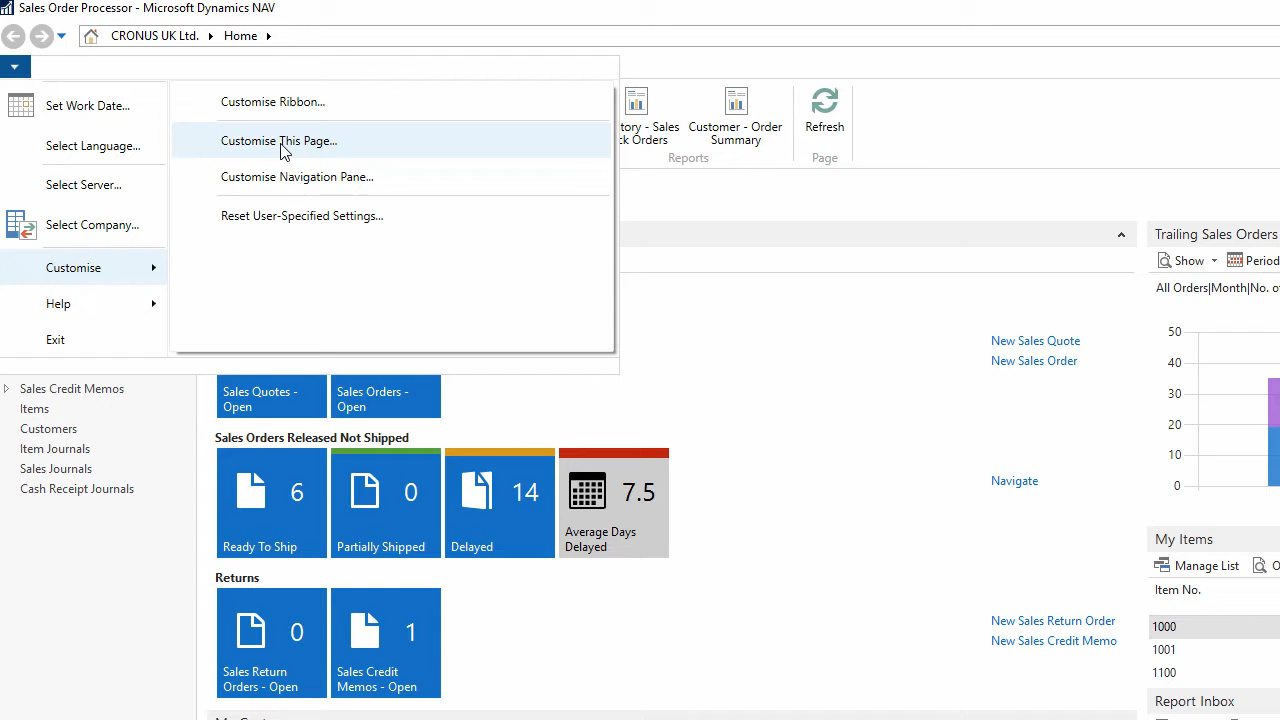 Sales Order Processor - Microsoft Dynamics NAV
CRONUS UK Ltd.
Home
Set Work Date...
Select Language...
Select Server...
Select Company...
Customise
Help
Exit
Customise Ribbon...
Customise This Page...
Customise Navigation Pane...
Reset User-Specified Settings...
tory - Sales
k Orders
Customer - Order
Summary
Refresh
Reports
Page
Trailing Sales Orders
Show
Period
All Orders|Month|No. o
50
40
30
20
10
0
New Sales Quote
New Sales Order
Sales Credit Memos
Items
Customers
Item Journals
Sales Journals
Cash Receipt Journals
Sales Quotes -
Open
Sales Orders -
Open
Sales Orders Released Not Shipped
6
Ready To Ship
0
Partially Shipped
14
Delayed
7.5
Average Days
Delayed
Navigate
Returns
0
Sales Return
Orders - Open
1
Sales Credit
Memos - Open
New Sales Return Order
New Sales Credit Memo
My Items
Manage List
O
Item No.
1000
1001
1100
Report Inbox